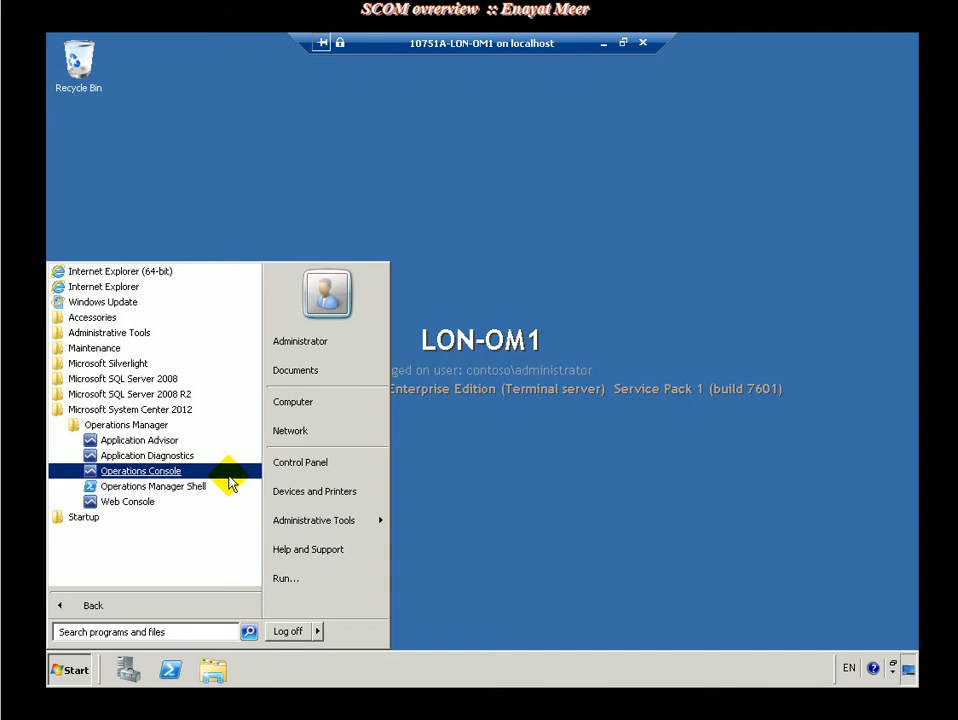 SCOM ovrerview :: Enayat Meer
10751A-LON-OM1 on localhost
Recycle Bin
Internet Explorer (64-bit)
Internet Explorer
Windows Update
Accessories
Administrative Tools
Maintenance
Microsoft Silverlight
Microsoft SQL Server 2008
Microsoft SQL Server 2008 R2
Microsoft System Center 2012
Operations Manager
Application Advisor
Application Diagnostics
Operations Console
Operations Manager Shell
Web Console
Startup
Back
Search programs and files
Administrator
Documents
Computer
Network
Control Panel
Devices and Printers
Administrative Tools
Help and Support
Run...
Log off
LON-OM1
ged on user: contoso\administrator
Enterprise Edition (Terminal server) Service Pack 1 (build 7601)
Start
EN